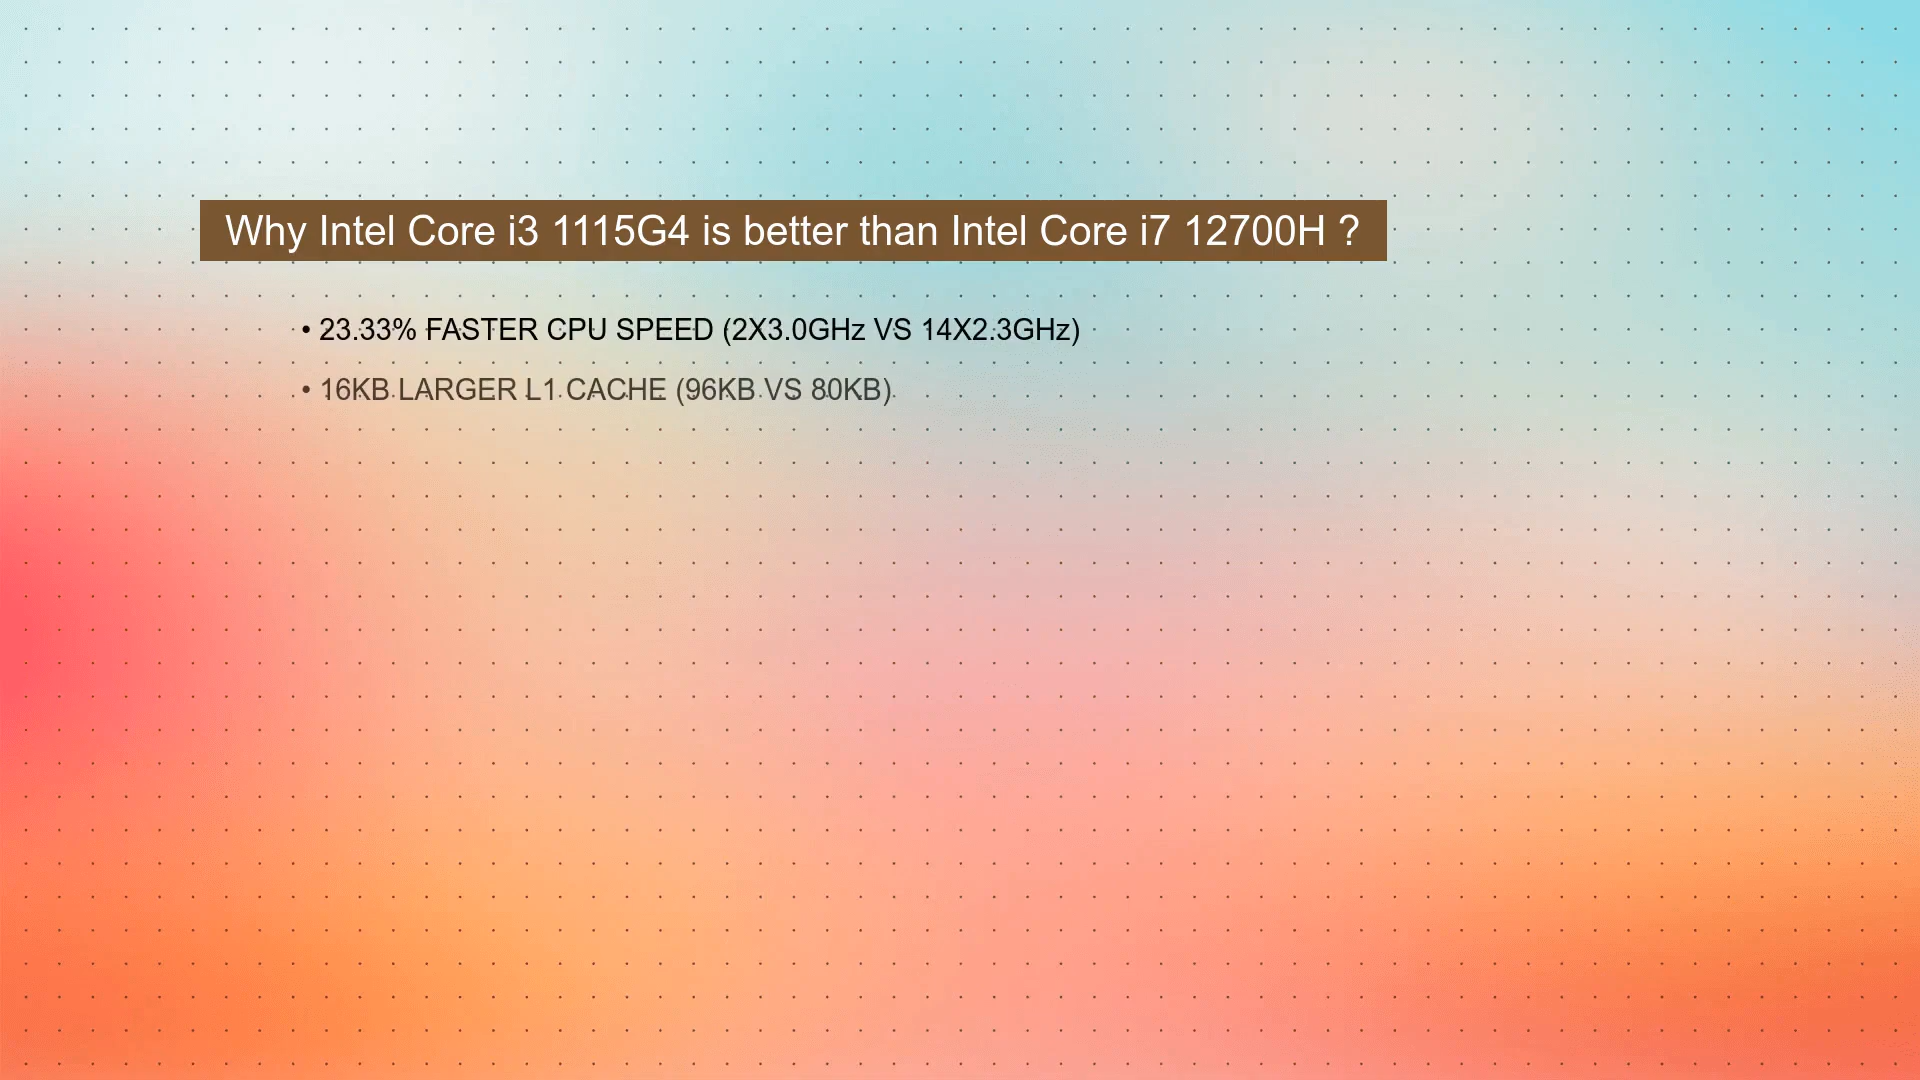 Why Intel Core i3 1115G4 is better than Intel Core i7 12700H ?
• 23.33% FASTER CPU SPEED (2X3.0GHz VS 14X2.3GHz)
• 16KB LARGER L1 CACHE (96KB VS 80KB)